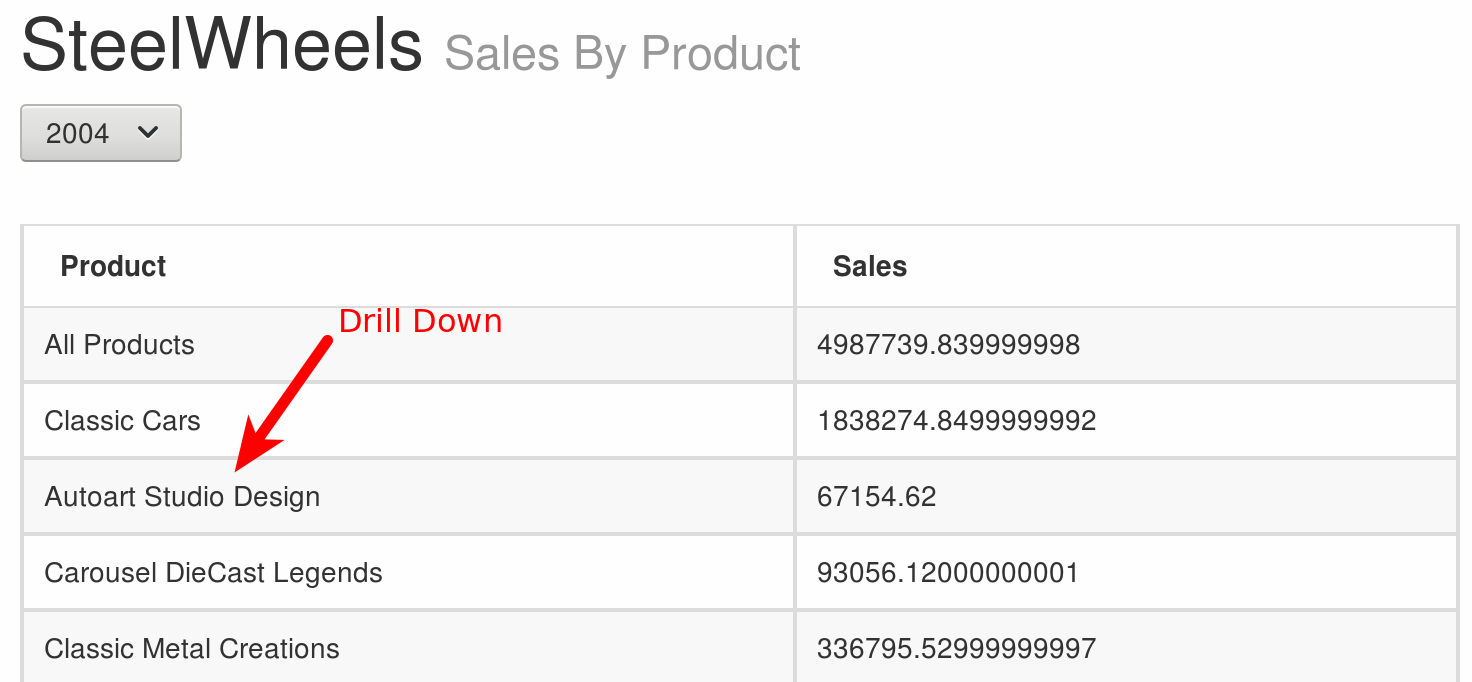 SteelWheels Sales By Product
2004
Product Sales
Drill Down
All Products 4987739.839999998
Classic Cars 1838274.8499999992
Autoart Studio Design 67154.62
Carousel DieCast Legends 93056.12000000001
Classic Metal Creations 336795.52999999997